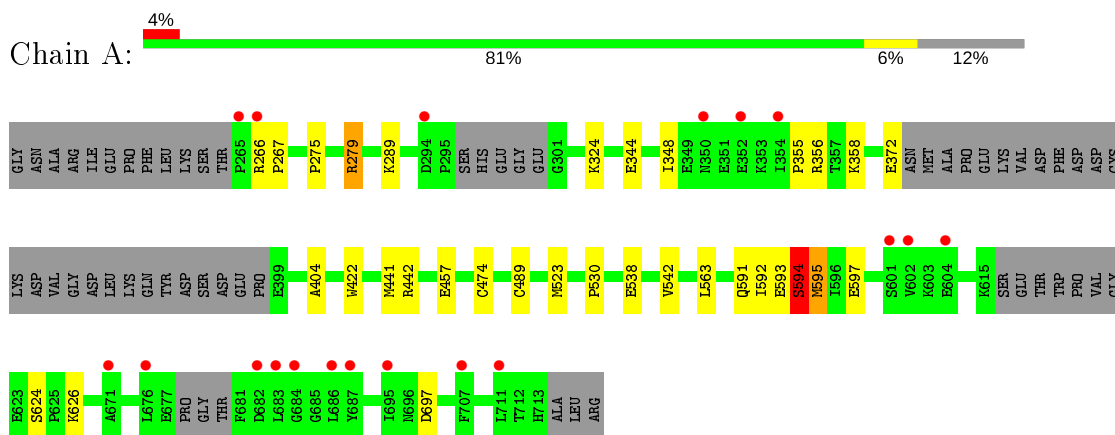 4%
Chain A:
81% 6% 12%
GLY ASN ALA ARG ILE GLU PRO PHE LEU LYS SER THR P265 R266 P267 P275 R279 K289 D294 P295 SER HIS GLU GLY GLU G301 K324 E344 I348 E349 N350 E351 E352 K353 I354 P355 R356 T357 K358 E372 ASN MET ALA PRO GLU LYS VAL ASP PHE ASP ASP CYS
LYS ASP VAL GLY ASP LEU LYS GLN TYR ASP SER ASP GLU PRO E399 A404 W422 M441 R442 E457 C474 C489 M523 P530 E538 V542 L563 Q591 I592 E593 S594 M595 I596 E597 S601 V602 K603 E604 K615 SER GLU THR TRP PRO VAL GLY
E623 S624 P625 K626 A671 L676 E677 PRO GLY THR F681 D682 L683 G684 G685 L686 Y687 I695 N696 D697 F707 L711 T712 H713 ALA LEU ARG